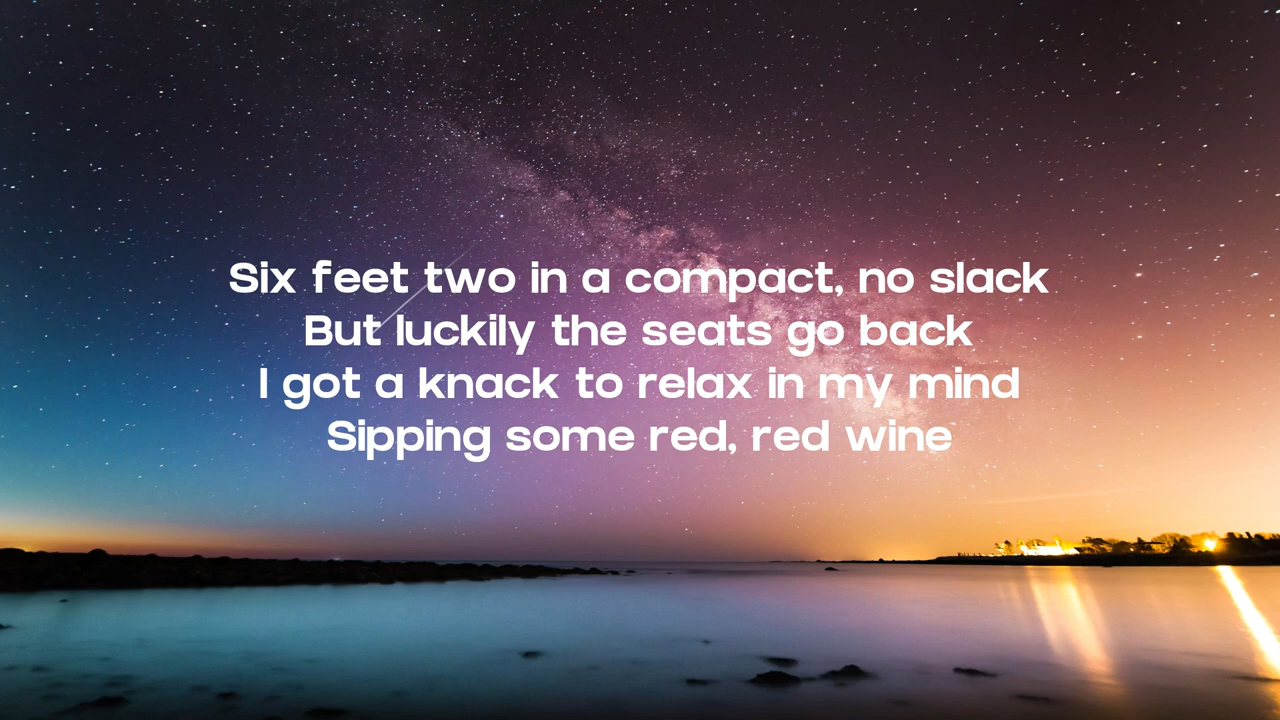 Six feet two in a compact, no slack
But luckily the seats go back
I got a knack to relax in my mind
Sipping some red, red wine